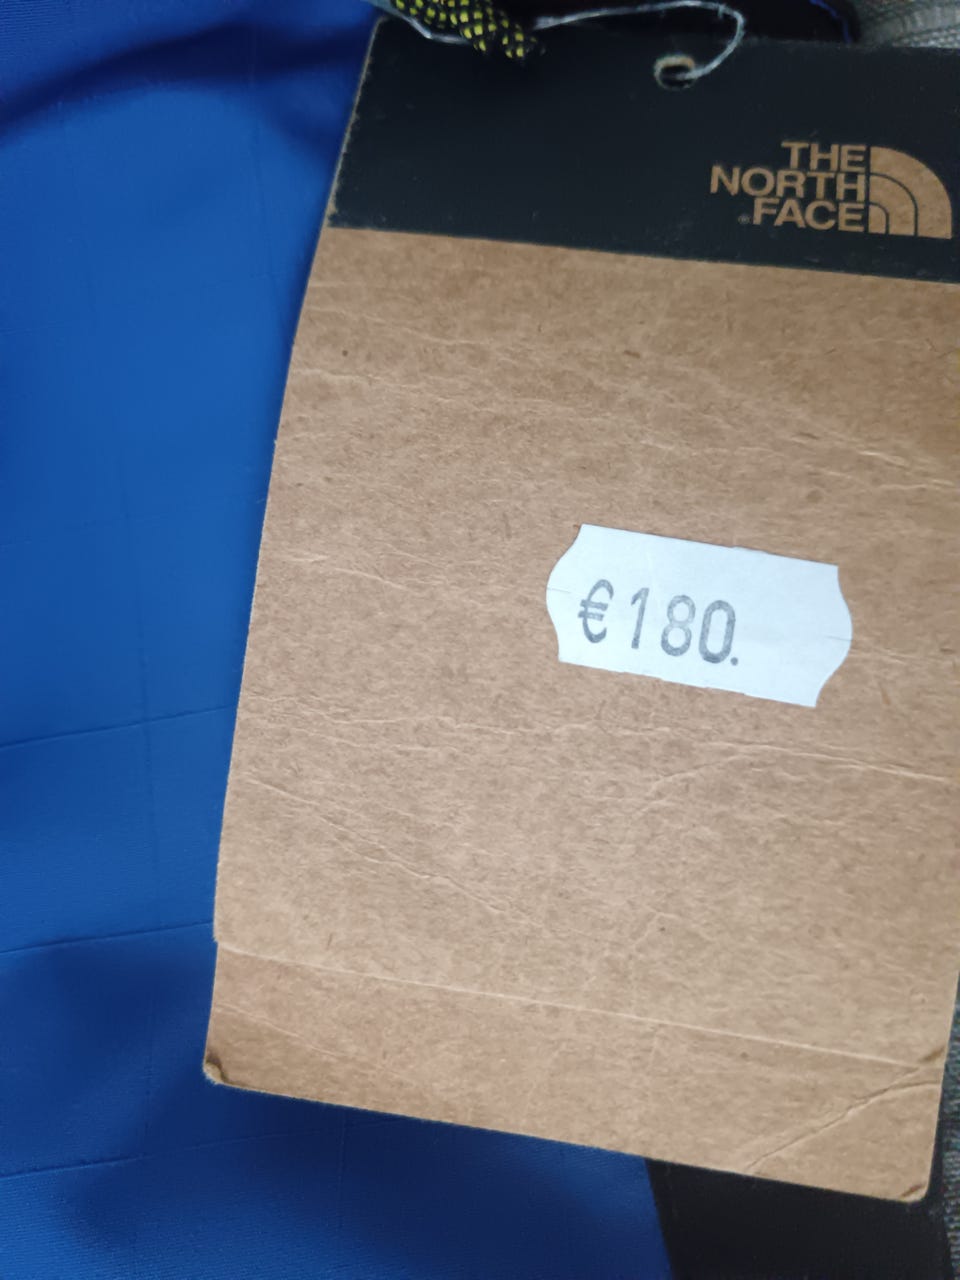 THE
NORTH
FACE
€180.